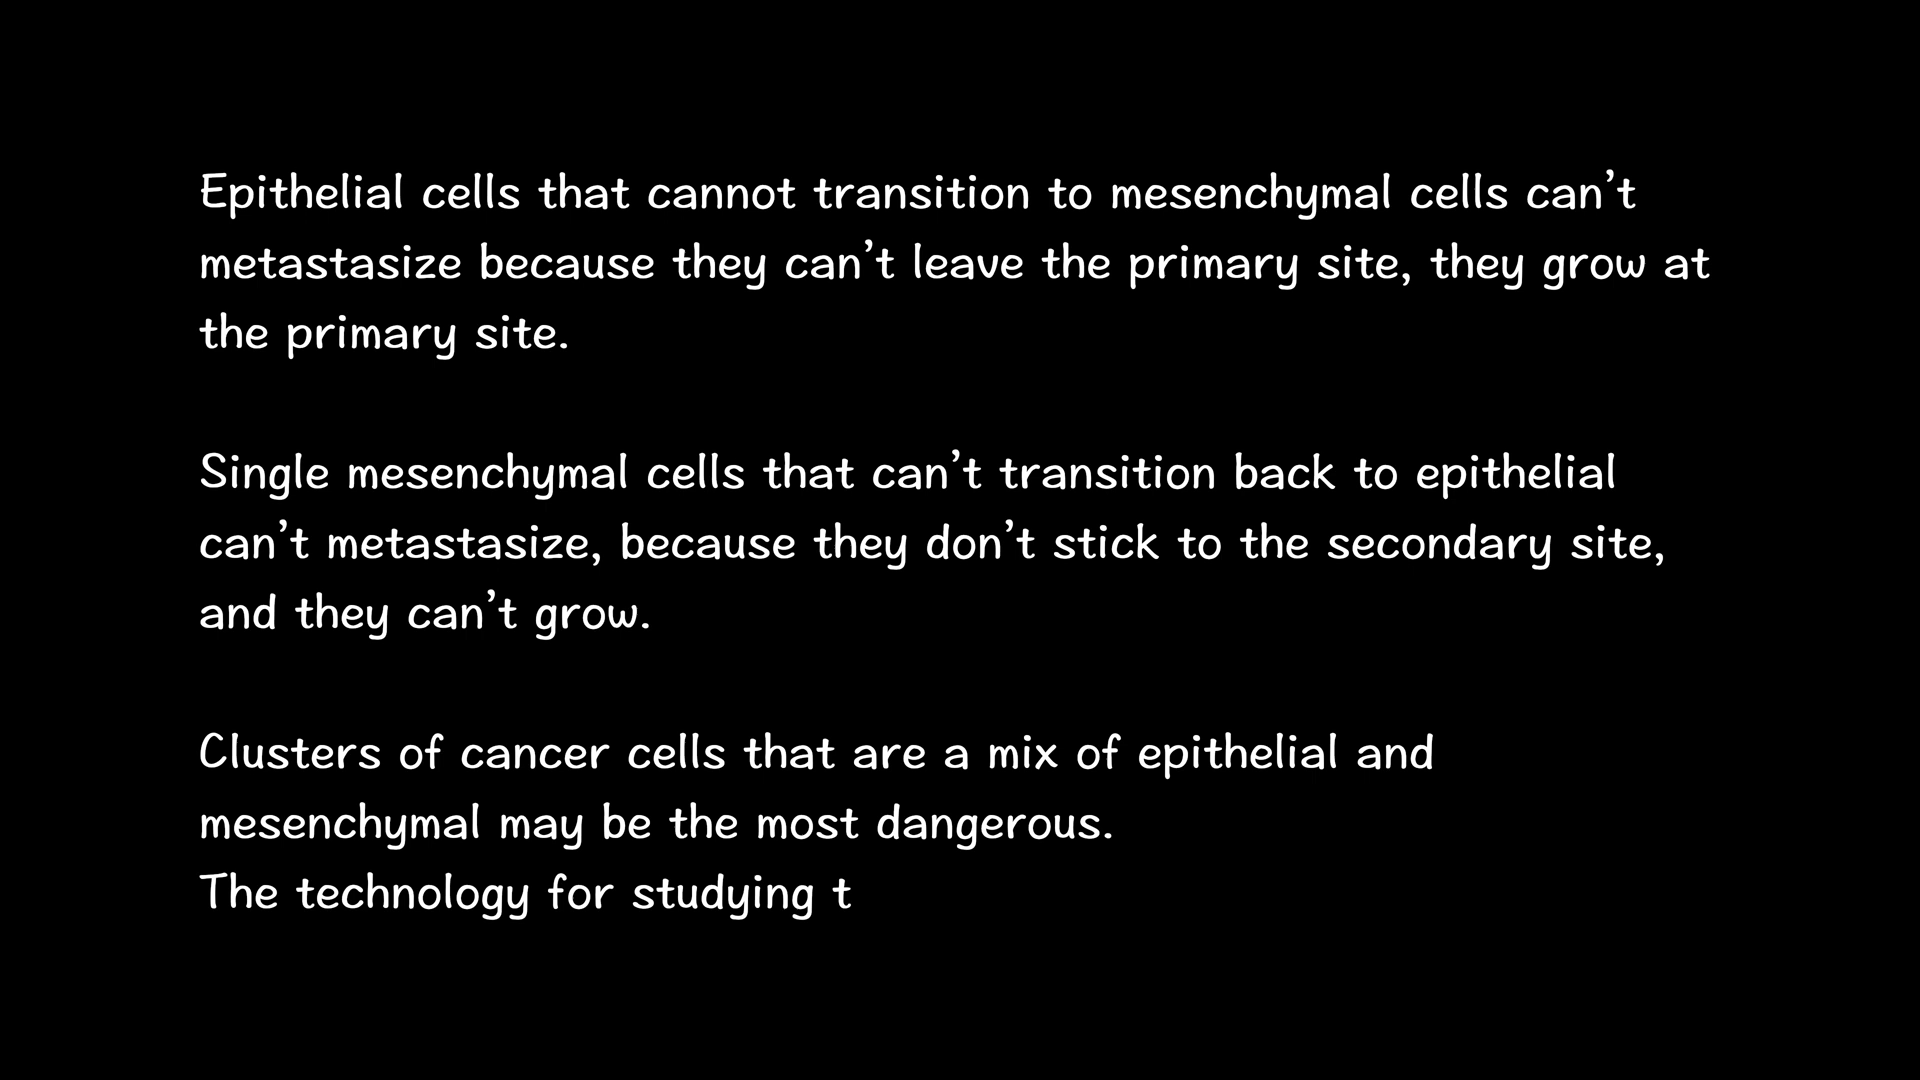 Epithelial cells that cannot transition to mesenchymal cells can’t
metastasize because they can’t leave the primary site, they grow at
the primary site.
Single mesenchymal cells that can’t transition back to epithelial
can’t metastasize, because they don’t stick to the secondary site,
and they can’t grow.
Clusters of cancer cells that are a mix of epithelial and
mesenchymal may be the most dangerous.
The technology for studying t